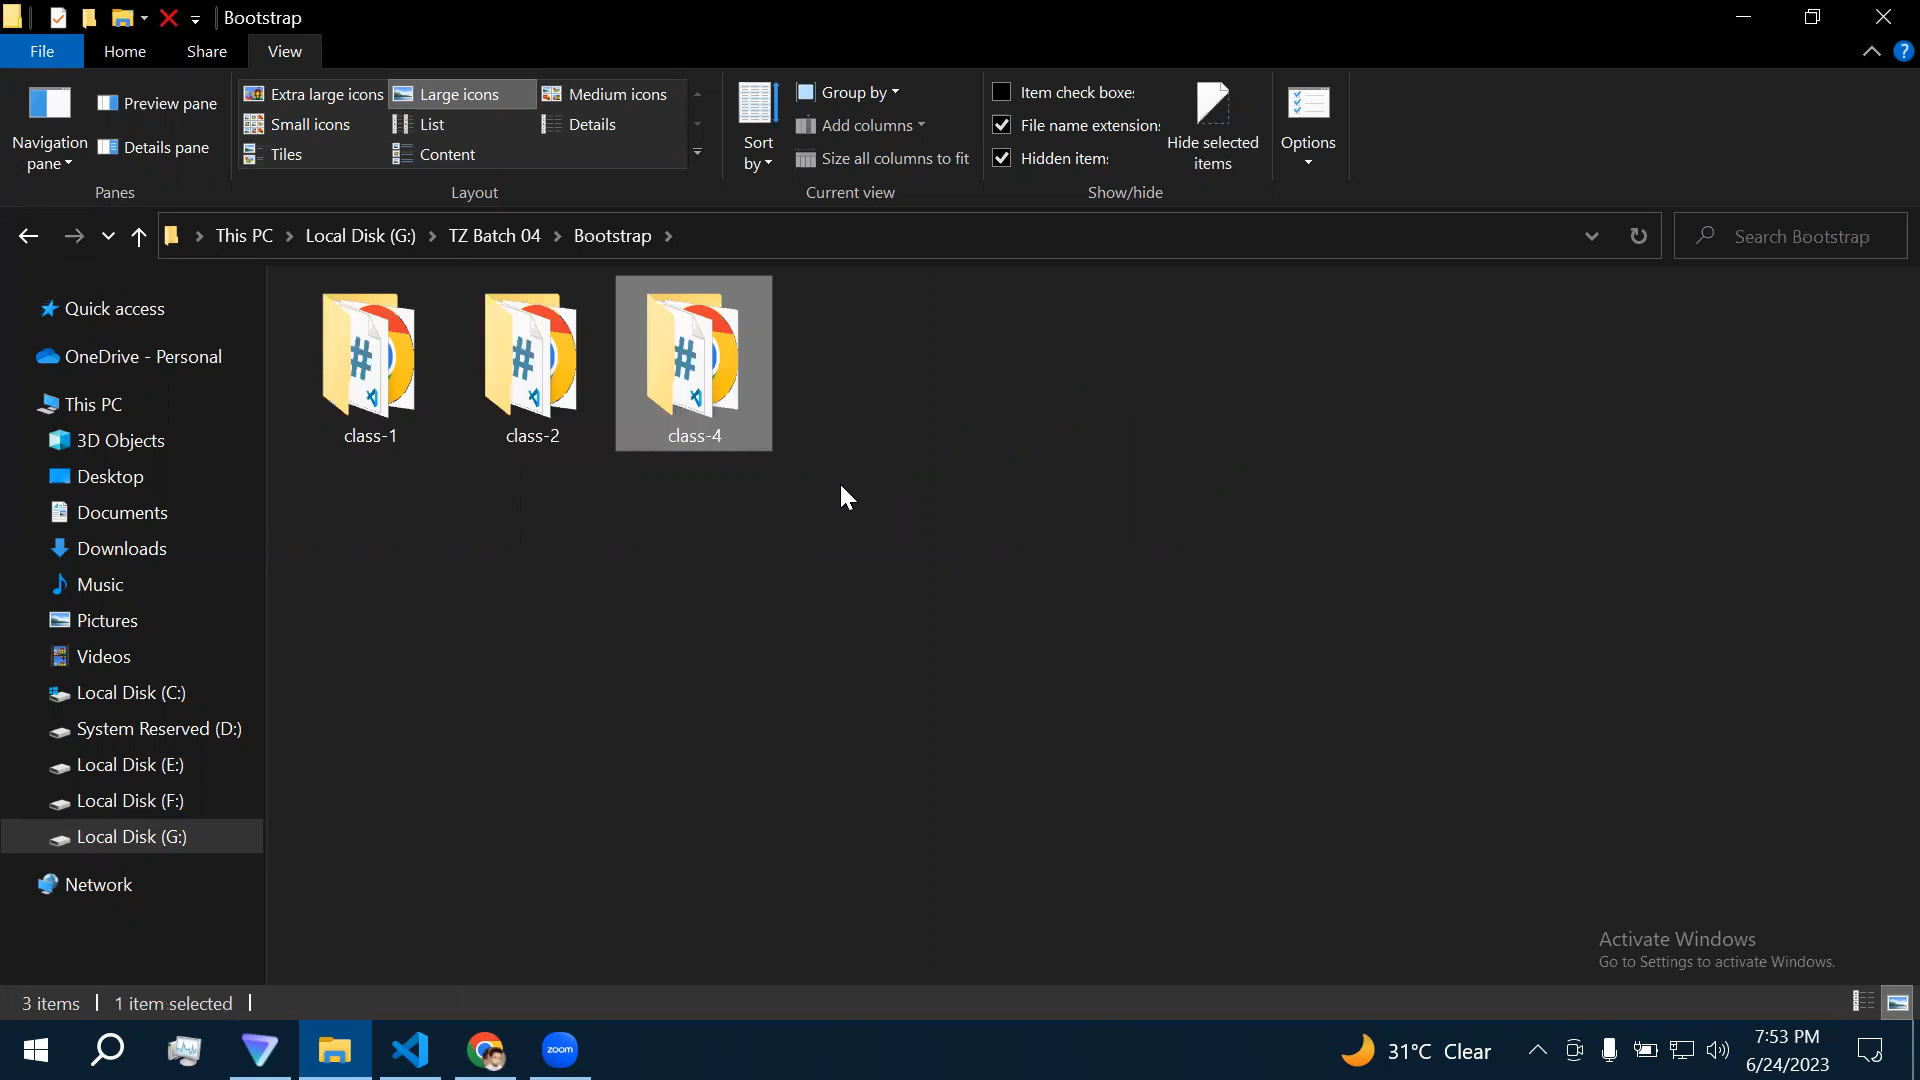 Bootstrap
File Home Share View
Navigation pane
Preview pane
Details pane
Panes
Extra large icons Large icons Medium icons
Small icons List Details
Tiles Content
Layout
Sort by
Group by
Add columns
Size all columns to fit
Current view
Item check boxes
File name extensions
Hidden items
Hide selected items
Show/hide
Options
This PC Local Disk (G:) TZ Batch 04 Bootstrap
Search Bootstrap
Quick access
OneDrive - Personal
This PC
3D Objects
Desktop
Documents
Downloads
Music
Pictures
Videos
Local Disk (C:)
System Reserved (D:)
Local Disk (E:)
Local Disk (F:)
Local Disk (G:)
Network
class-1 class-2 class-4
Activate Windows
Go to Settings to activate Windows.
3 items 1 item selected
zoom
31°C Clear
7:53 PM
6/24/2023